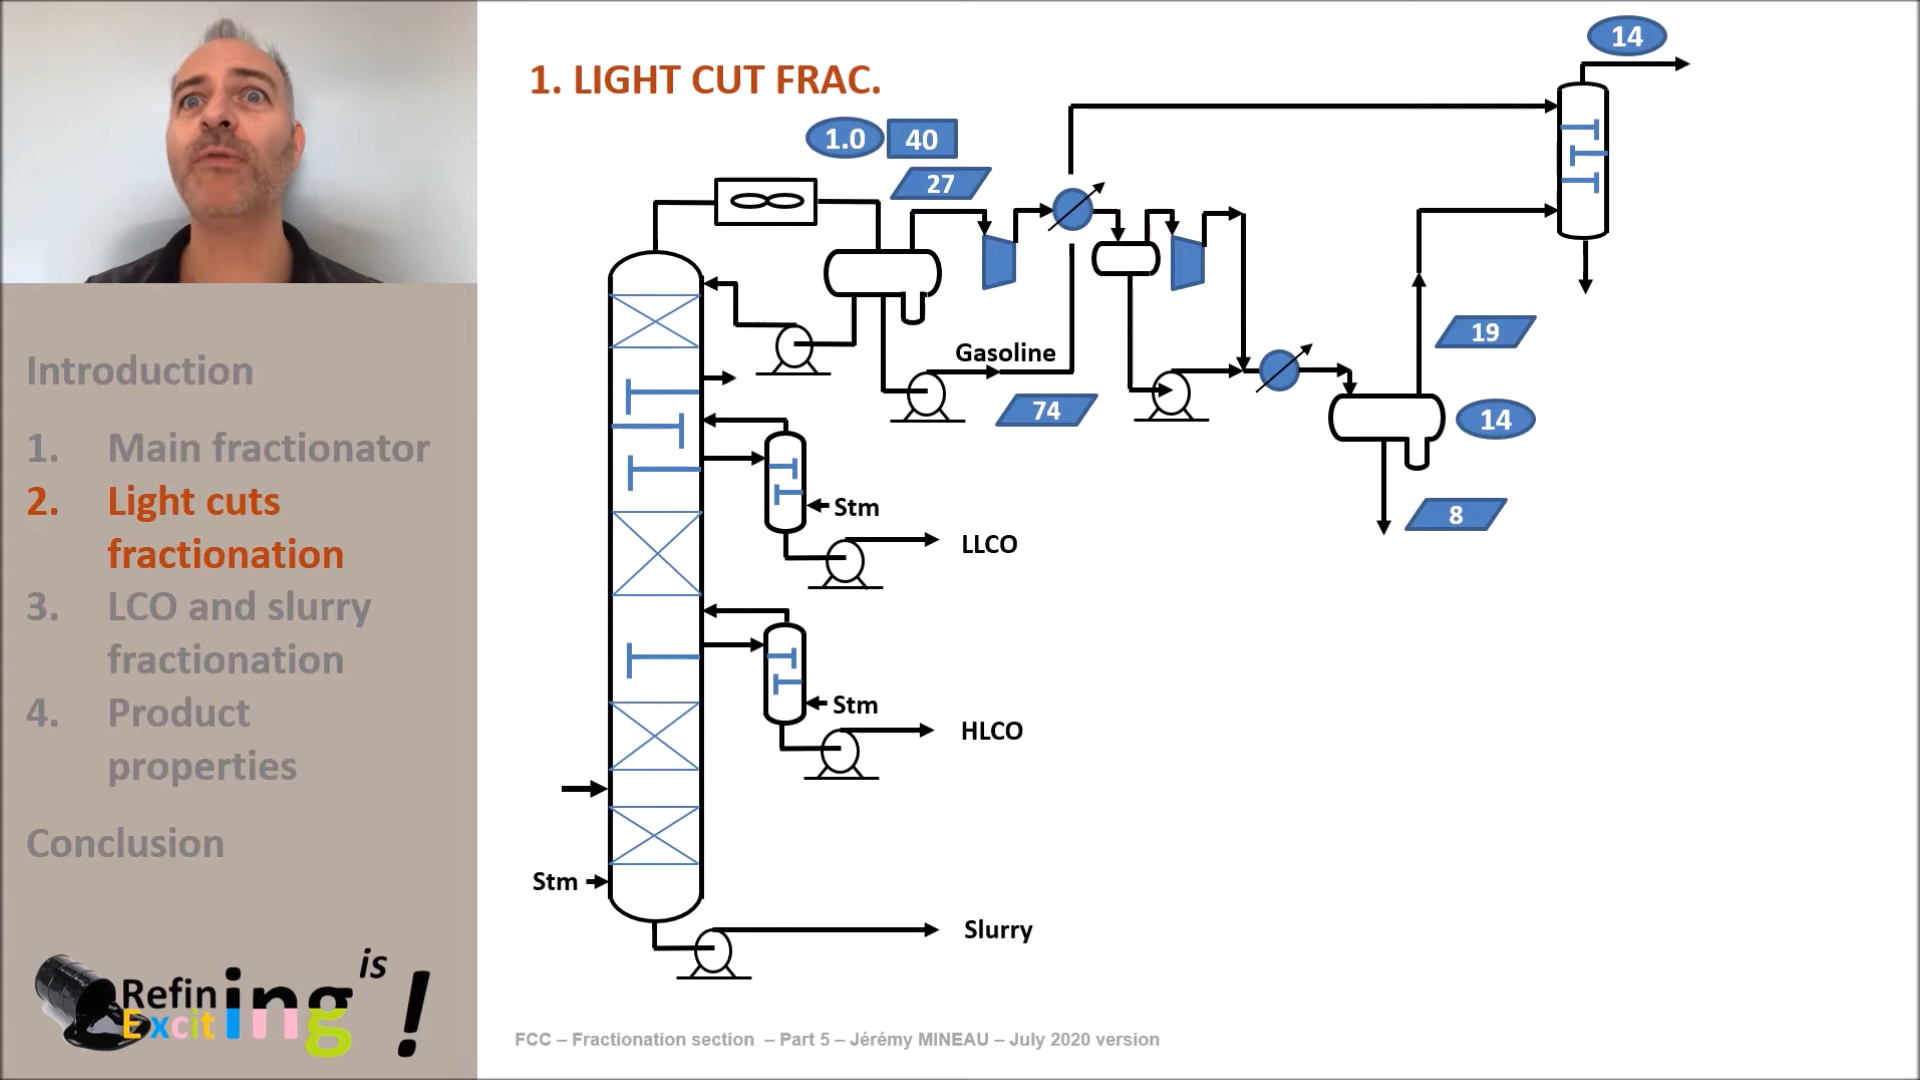 Introduction
1. Main fractionator
2. Light cuts
fractionation
3. LCO and slurry
fractionation
4. Product
properties
Conclusion
Refining is
Exciting !
1. LIGHT CUT FRAC.
14
1.0 40
27
Gasoline
74
19
14
8
Stm
LLCO
Stm
HLCO
Stm
Slurry
FCC – Fractionation section – Part 5 – Jérémy MINEAU – July 2020 version